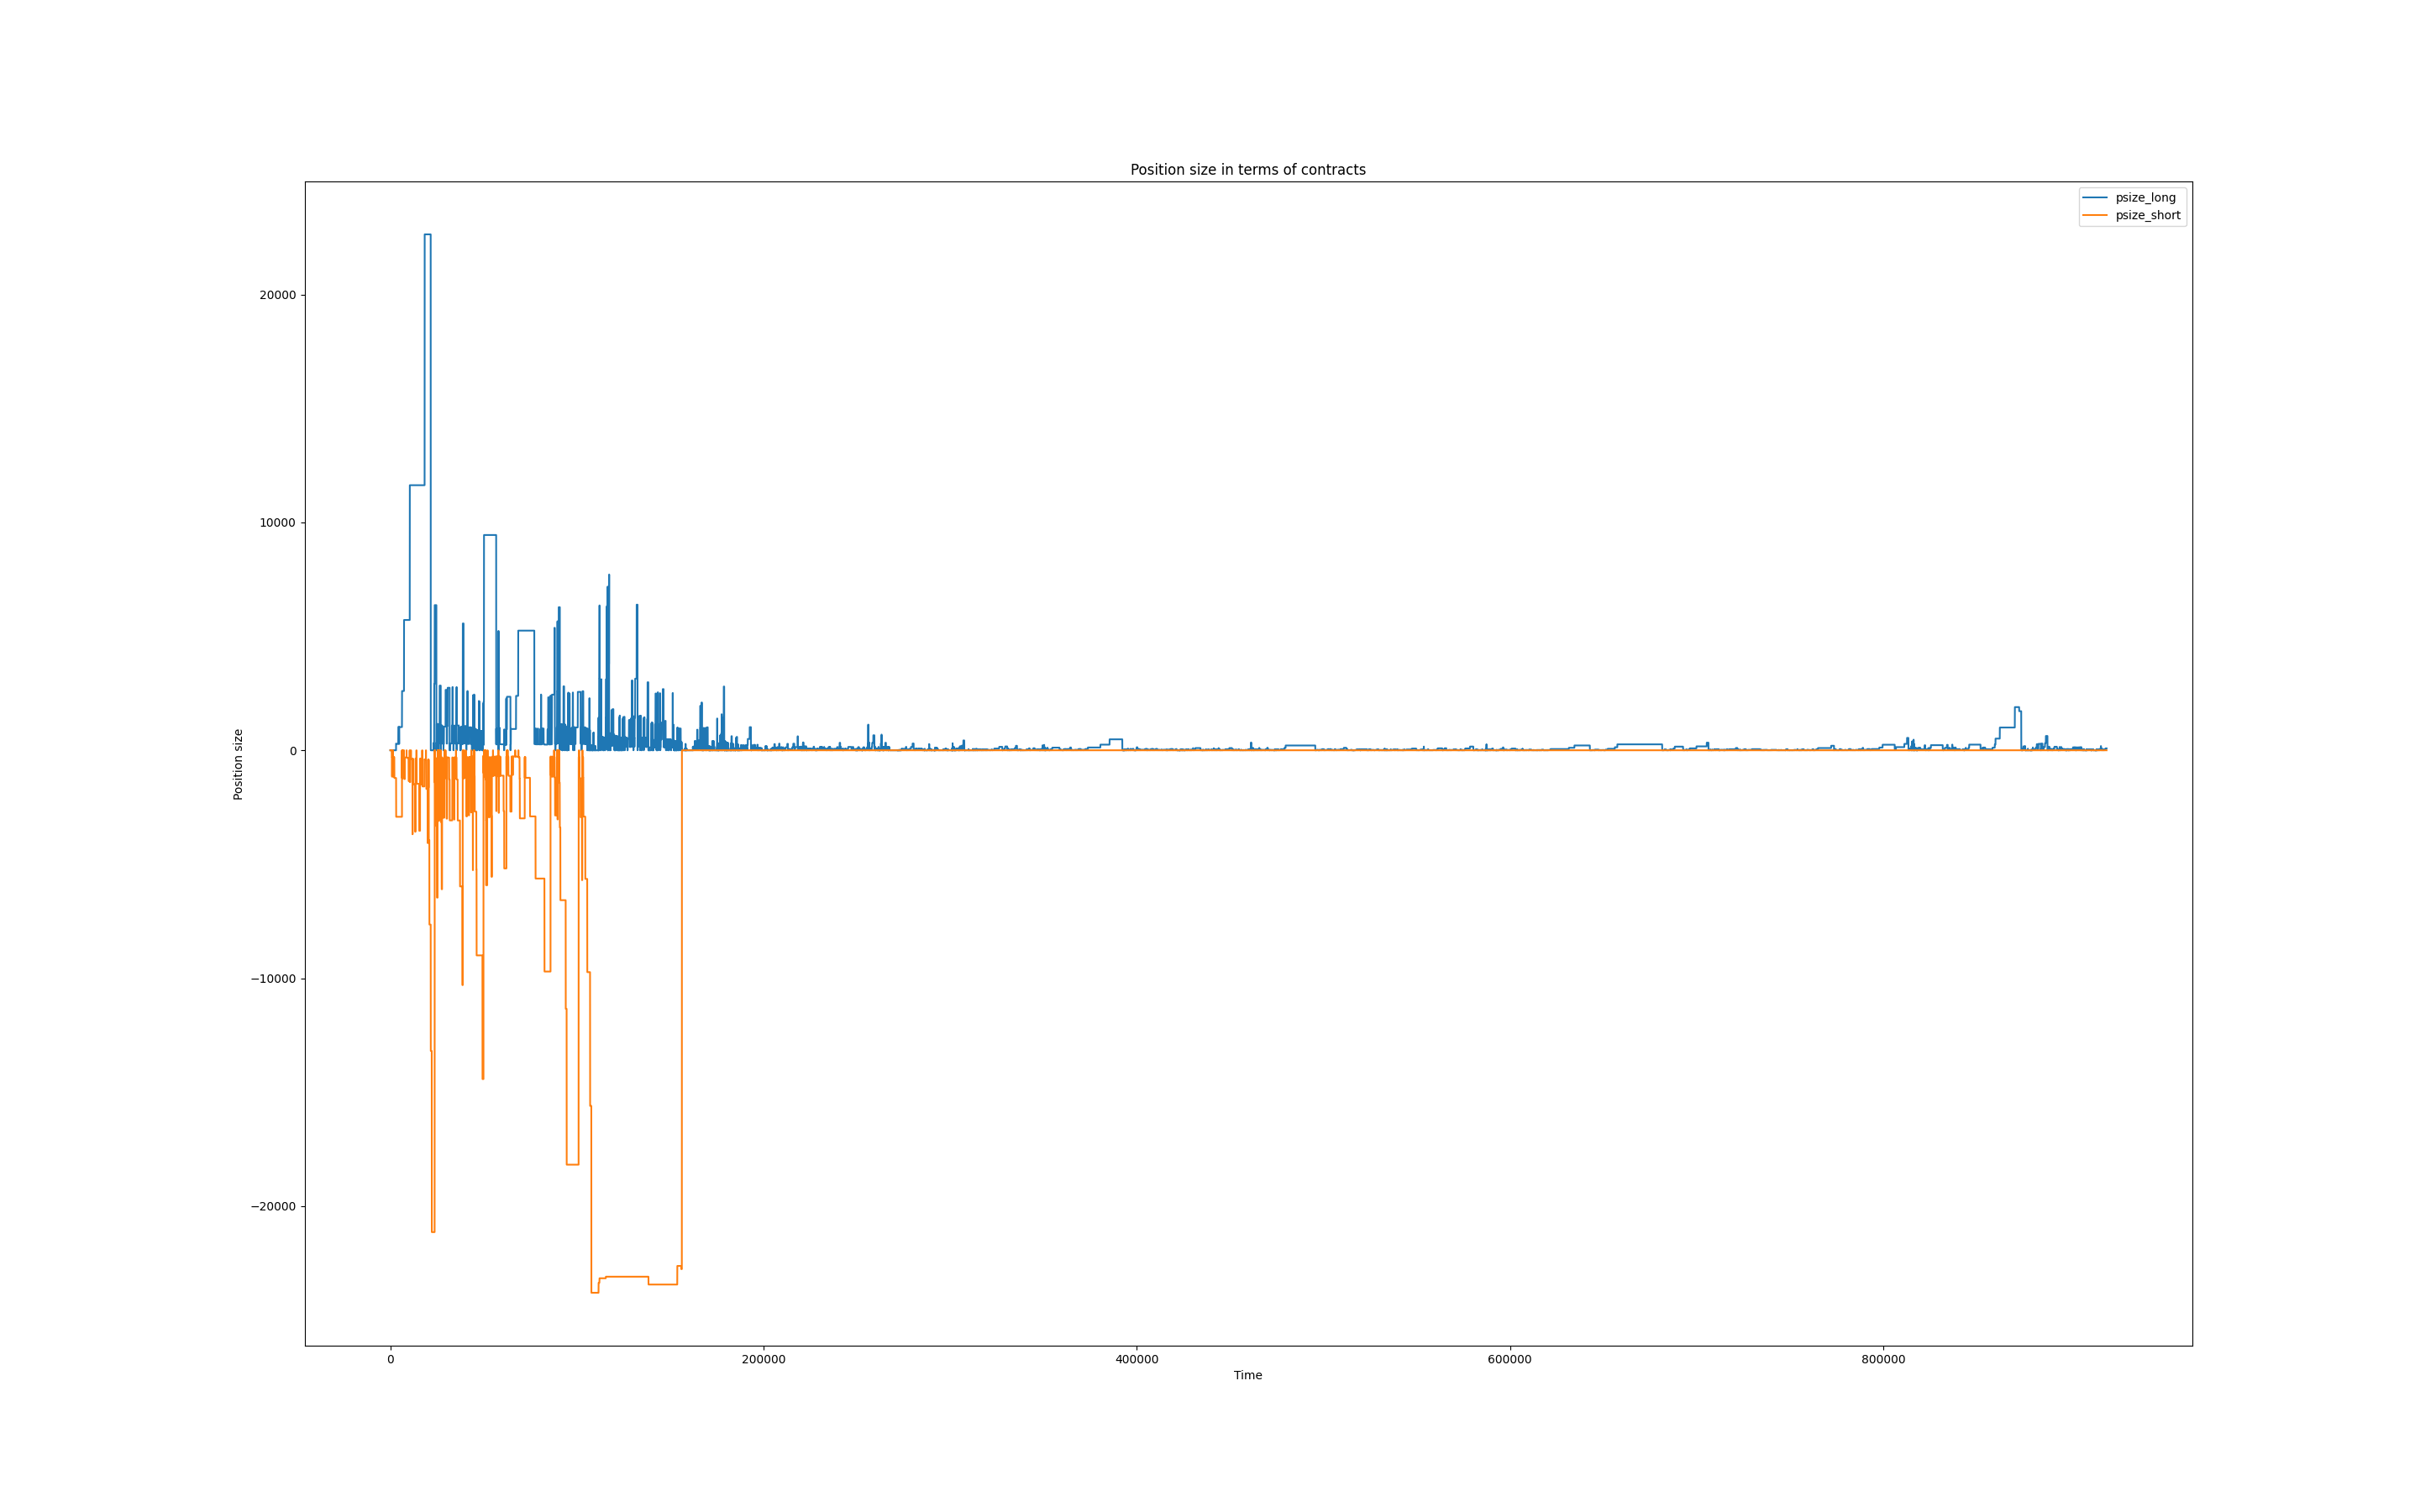 Position size in terms of contracts
psize_long
psize_short
20000
10000
0
−10000
−20000
Position size
0
200000
400000
600000
800000
Time